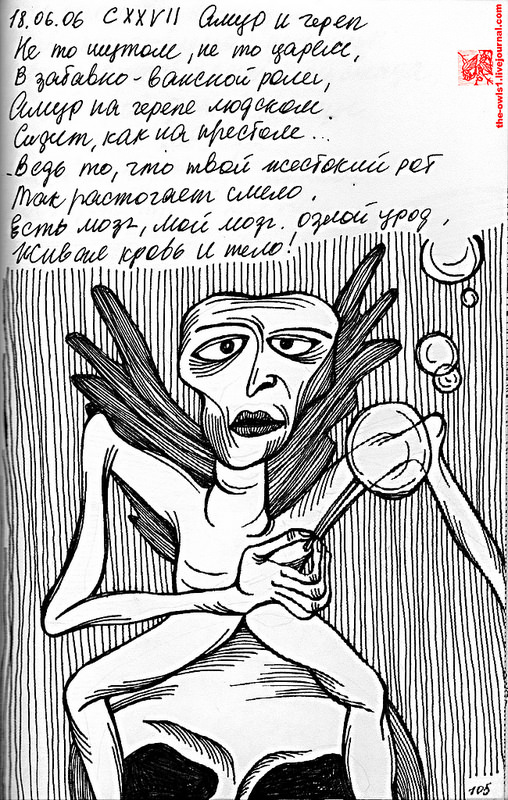 18.06.06 CXXVII Амур и череп
Не то шутом, не то царем,
В забавно-важной роли,
Амур на черепе людском
Сидит, как на престоле...
-Ведь то, что твой жестокий рот
Так расточает смело.
Есть мозг, мой мозг. о злой урод,
Живая кровь и тело!
the-owls1.livejournal.com
105